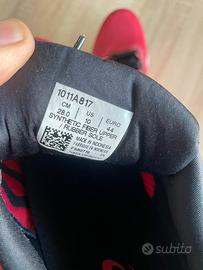 1011A817
CM US EURO
28.0 10 44
SYNTHETIC FIBER UPPER
RUBBER SOLE
MADE IN INDONESIA
subito